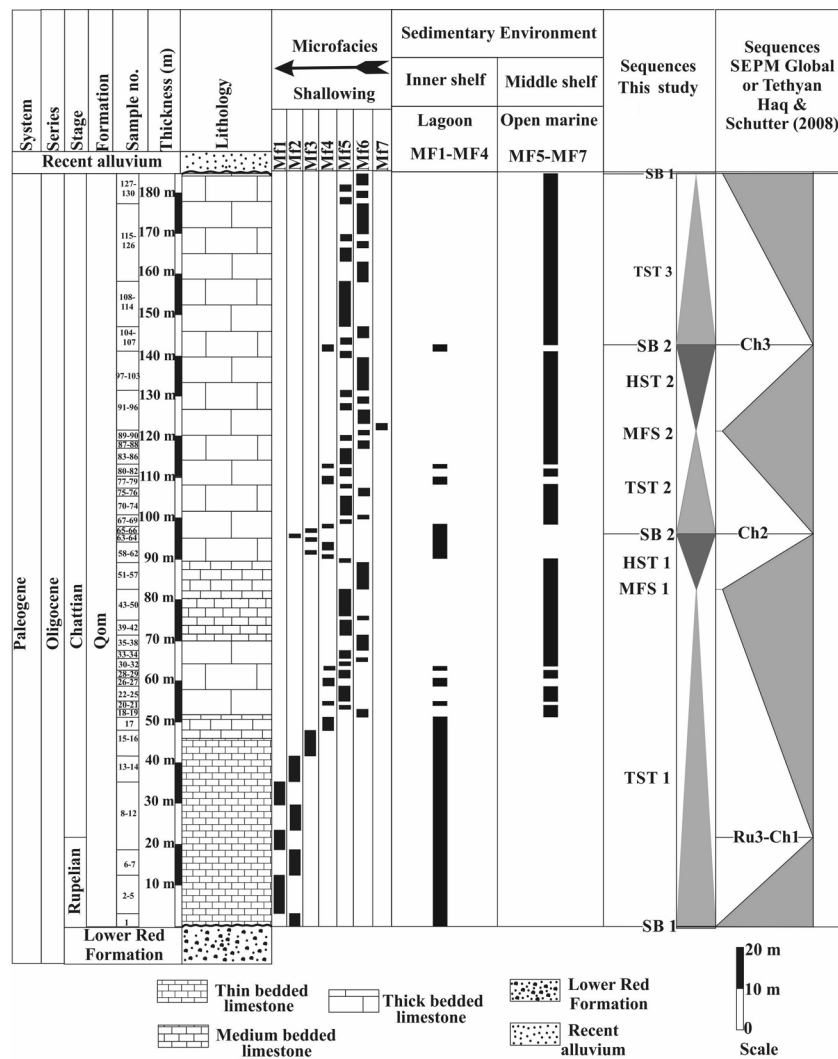 System
Series
Stage
Formation
Sample no.
Thickness (m)
Lithology
Microfacies
Shallowing
Mf1
Mf2
Mf3
Mf4
Mf5
Mf6
Mf7
Sedimentary Environment
Inner shelf
Middle shelf
Lagoon
MF1-MF4
Open marine
MF5-MF7
Sequences
This study
Sequences
SEPM Global
or Tethyan
Haq &
Schutter (2008)
Recent alluvium
Paleogene
Oligocene
Chattian
Rupelian
Qom
127-
130
115-
126
108-
114
104-
107
97-103
91-96
89-90
87-88
83-86
80-82
77-79
75-76
70-74
67-69
65-66
63-64
58-62
51-57
43-50
39-42
35-38
33-34
30-32
28-29
26-27
22-25
20-21
18-19
17
15-16
13-14
8-12
6-7
2-5
1
180 m
170 m
160 m
150 m
140 m
130 m
120 m
110 m
100 m
90 m
80 m
70 m
60 m
50 m
40 m
30 m
20 m
10 m
SB 1
TST 3
SB 2
HST 2
MFS 2
TST 2
SB 2
HST 1
MFS 1
TST 1
SB 1
Ch3
Ch2
Ru3-Ch1
Lower Red
Formation
Thin bedded
limestone
Medium bedded
limestone
Thick bedded
limestone
Lower Red
Formation
Recent
alluvium
20 m
10 m
0
Scale